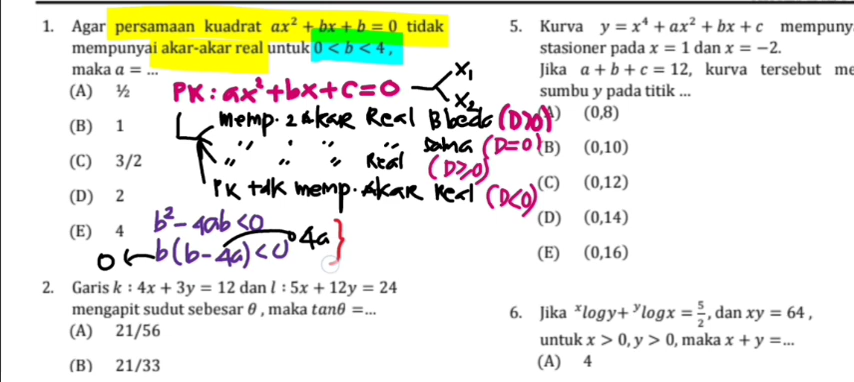 1. Agar persamaan kuadrat ax² + bx + b = 0 tidak
mempunyai akar-akar real untuk 0 < b < 4,
maka a = ...
(A) ½
(B) 1
(C) 3/2
(D) 2
(E) 4
PK : ax² + bx + c = 0
x₁
x₂
memp. 2 akar Real Bbeda (D>0)
" " " " sama (D=0)
" " " Real (D≥0)
PK tdk memp. Akar real (D<0)
b² - 4ab < 0
0 b(b - 4a) < 0 4a }
2. Garis k : 4x + 3y = 12 dan l : 5x + 12y = 24
mengapit sudut sebesar θ , maka tanθ =...
(A) 21/56
(B) 21/33
5. Kurva y = x⁴ + ax² + bx + c mempuny
stasioner pada x = 1 dan x = −2.
Jika a + b + c = 12, kurva tersebut me
sumbu y pada titik ...
A) (0,8)
(B) (0,10)
(C) (0,12)
(D) (0,14)
(E) (0,16)
6. Jika ˣlogy+ ʸlogx = 5/2, dan xy = 64 ,
untuk x > 0, y > 0, maka x + y =...
(A) 4